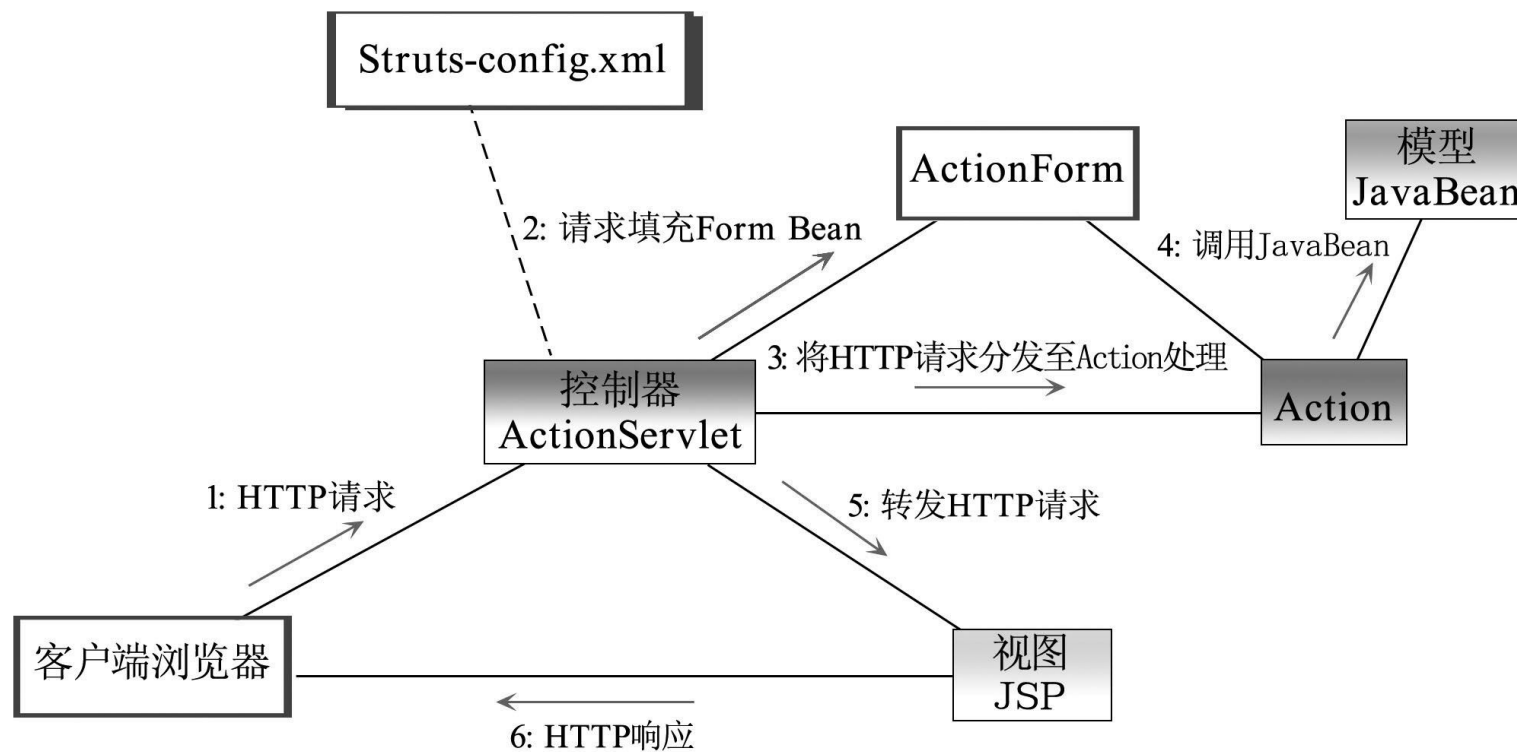 Struts-config.xml
ActionForm
模型
JavaBean
2: 请求填充Form Bean
4: 调用JavaBean
3: 将HTTP请求分发至Action处理
控制器
ActionServlet
Action
1: HTTP请求
5: 转发HTTP请求
客户端浏览器
视图
JSP
6: HTTP响应